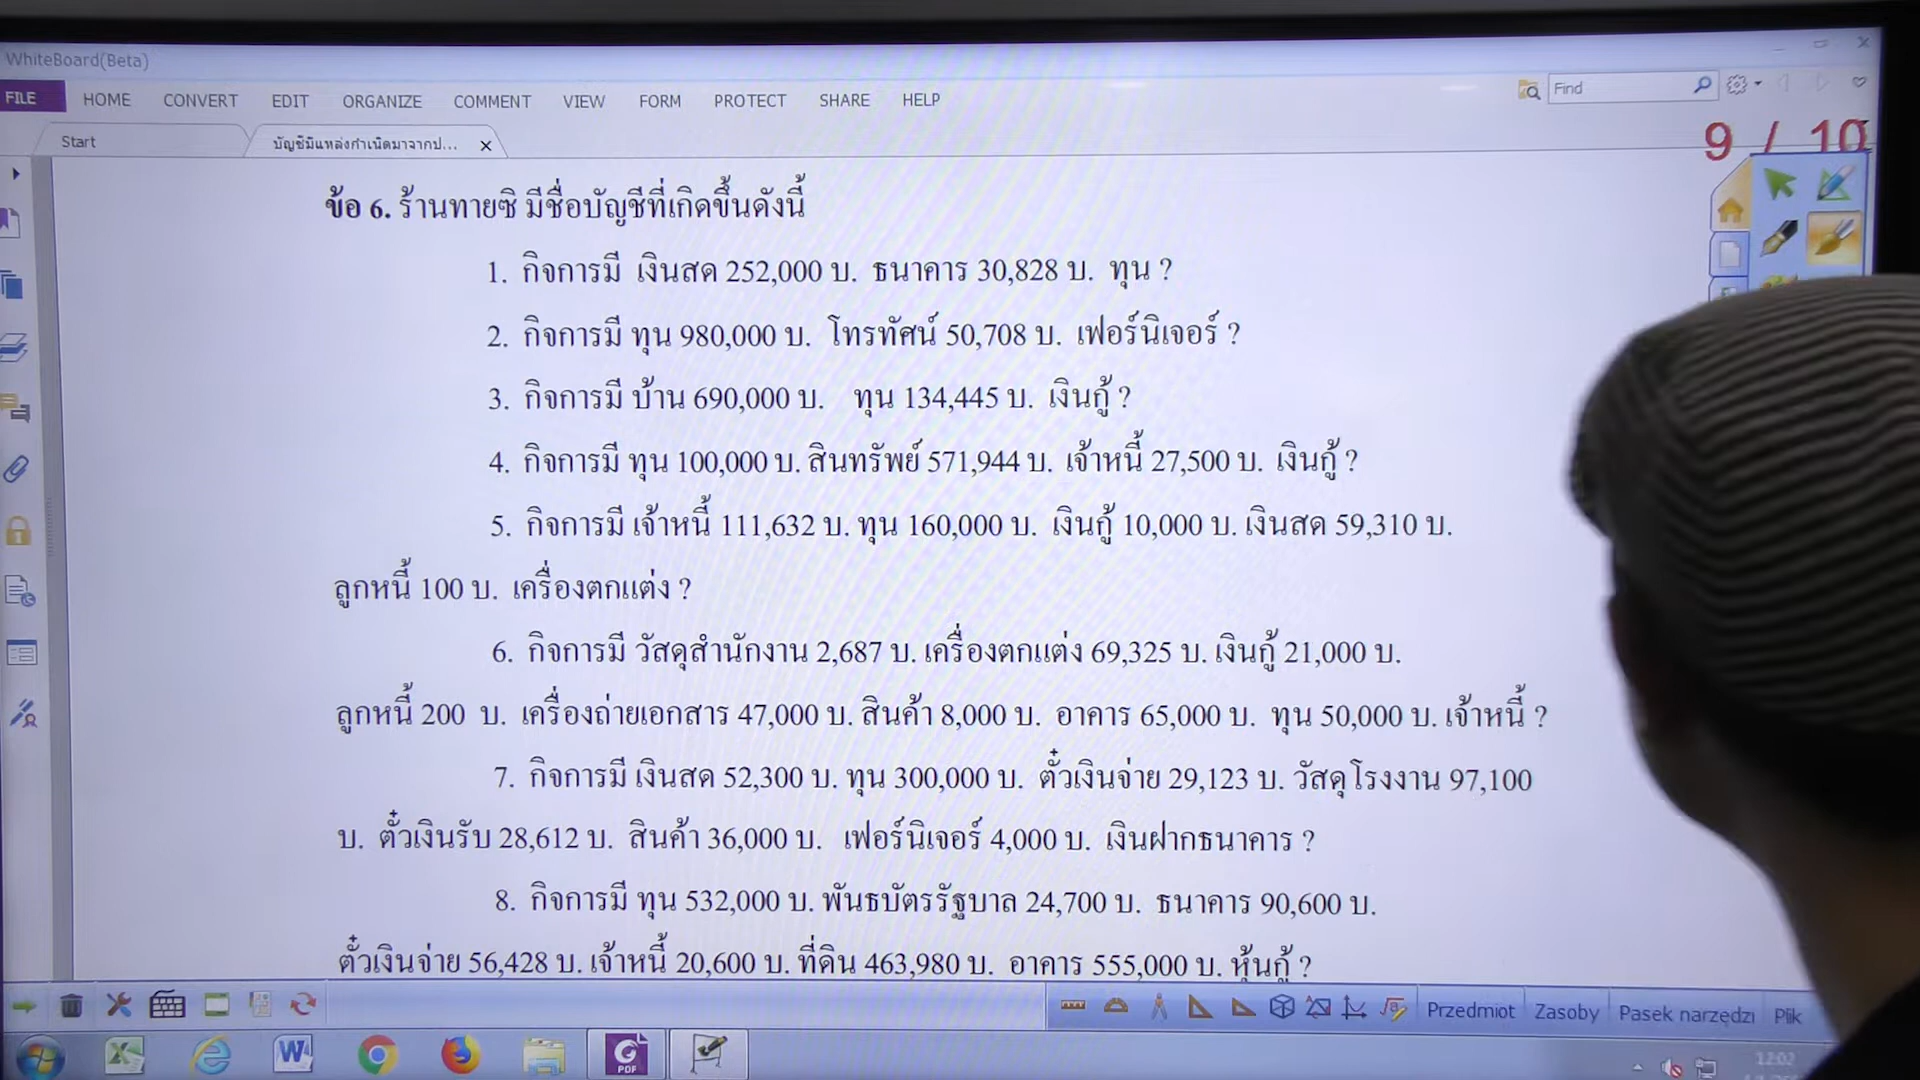 WhiteBoard(Beta)
FILE HOME CONVERT EDIT ORGANIZE COMMENT VIEW FORM PROTECT SHARE HELP
Find
Start บัญชีมีแหล่งกำเนิดมาจากป...
9 / 10
ข้อ 6. ร้านทายซิ มีชื่อบัญชีที่เกิดขึ้นดังนี้
1. กิจการมี เงินสด 252,000 บ. ธนาคาร 30,828 บ. ทุน ?
2. กิจการมี ทุน 980,000 บ. โทรทัศน์ 50,708 บ. เฟอร์นิเจอร์ ?
3. กิจการมี บ้าน 690,000 บ. ทุน 134,445 บ. เงินกู้ ?
4. กิจการมี ทุน 100,000 บ. สินทรัพย์ 571,944 บ. เจ้าหนี้ 27,500 บ. เงินกู้ ?
5. กิจการมี เจ้าหนี้ 111,632 บ. ทุน 160,000 บ. เงินกู้ 10,000 บ. เงินสด 59,310 บ.
ลูกหนี้ 100 บ. เครื่องตกแต่ง ?
6. กิจการมี วัสดุสำนักงาน 2,687 บ. เครื่องตกแต่ง 69,325 บ. เงินกู้ 21,000 บ.
ลูกหนี้ 200 บ. เครื่องถ่ายเอกสาร 47,000 บ. สินค้า 8,000 บ. อาคาร 65,000 บ. ทุน 50,000 บ. เจ้าหนี้ ?
7. กิจการมี เงินสด 52,300 บ. ทุน 300,000 บ. ตั๋วเงินจ่าย 29,123 บ. วัสดุโรงงาน 97,100
บ. ตั๋วเงินรับ 28,612 บ. สินค้า 36,000 บ. เฟอร์นิเจอร์ 4,000 บ. เงินฝากธนาคาร ?
8. กิจการมี ทุน 532,000 บ. พันธบัตรรัฐบาล 24,700 บ. ธนาคาร 90,600 บ.
ตั๋วเงินจ่าย 56,428 บ. เจ้าหนี้ 20,600 บ. ที่ดิน 463,980 บ. อาคาร 555,000 บ. หุ้นกู้ ?
Przedmiot Zasoby Pasek narzędzi Plik
PDF
12:02